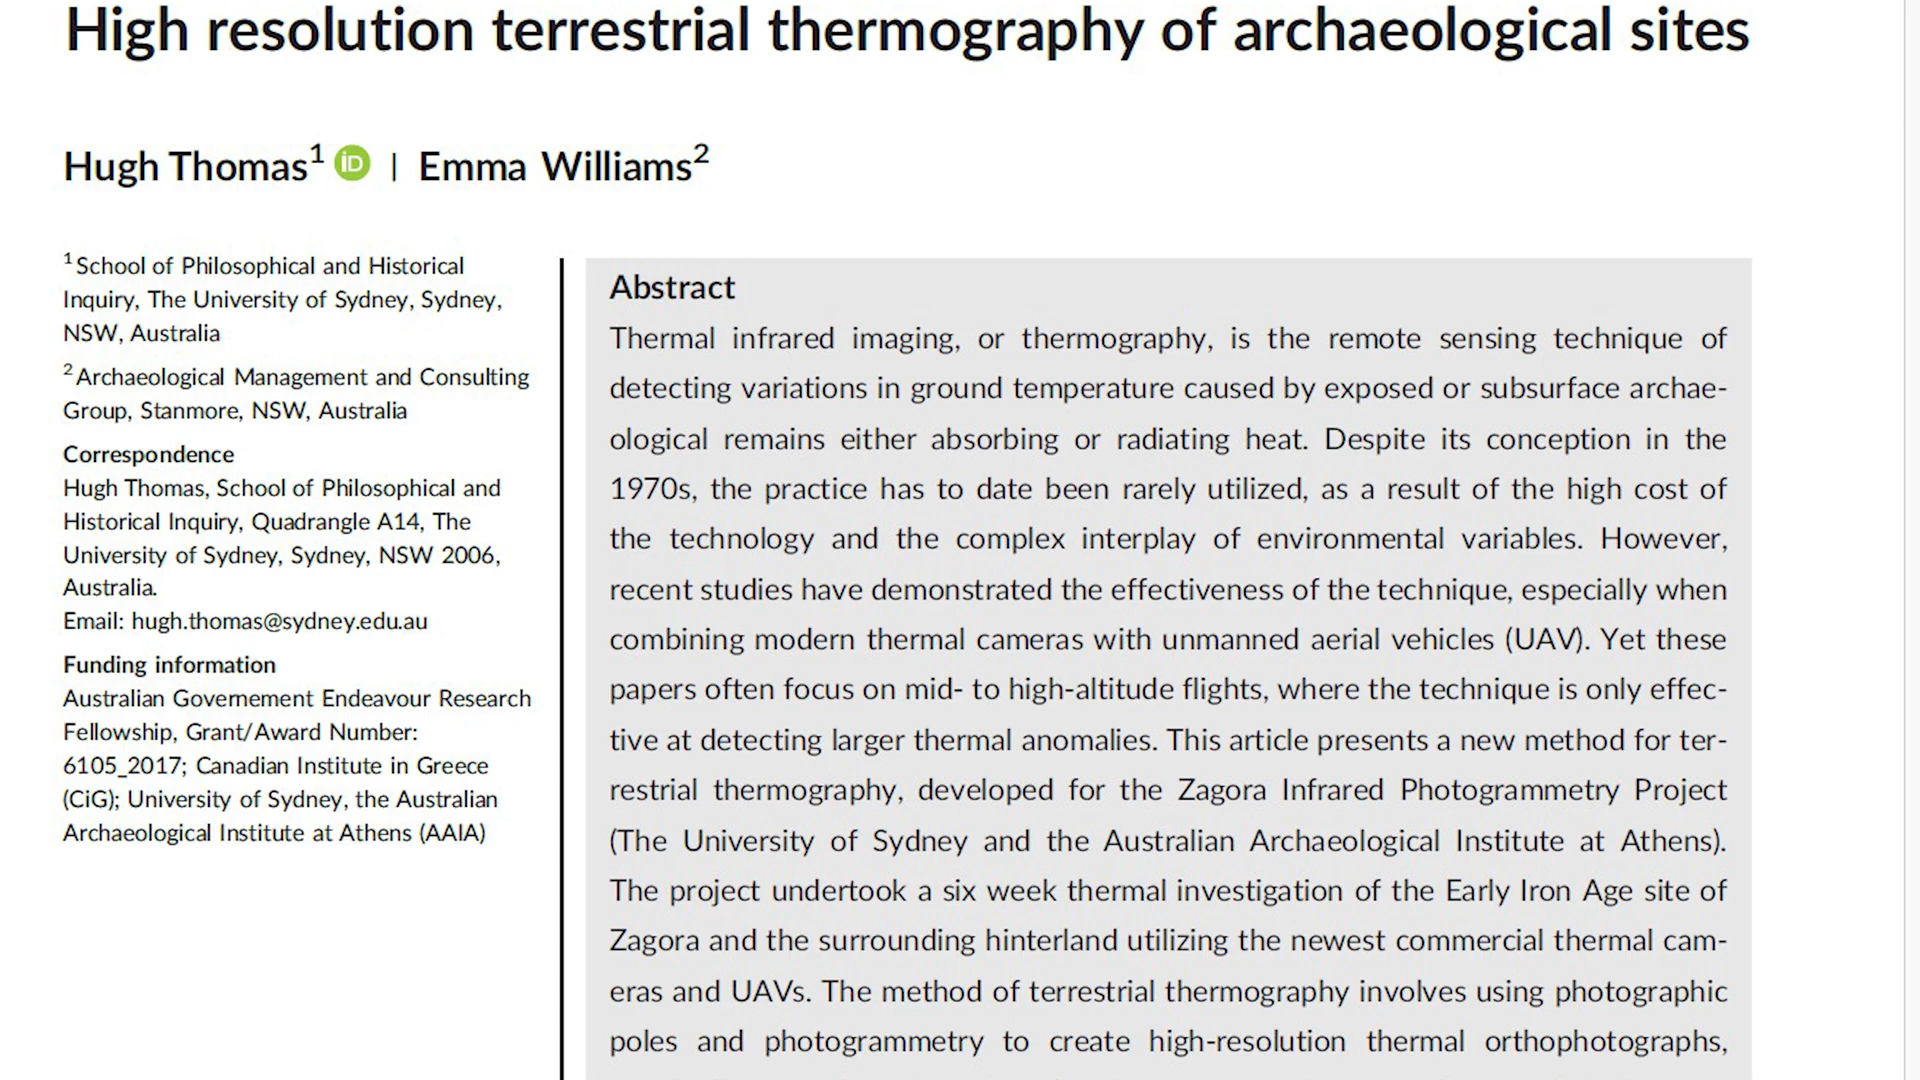 High resolution terrestrial thermography of archaeological sites
Hugh Thomas1 iD | Emma Williams2
1School of Philosophical and Historical
Inquiry, The University of Sydney, Sydney,
NSW, Australia
2Archaeological Management and Consulting
Group, Stanmore, NSW, Australia
Correspondence
Hugh Thomas, School of Philosophical and
Historical Inquiry, Quadrangle A14, The
University of Sydney, Sydney, NSW 2006,
Australia.
Email: hugh.thomas@sydney.edu.au
Funding information
Australian Governement Endeavour Research
Fellowship, Grant/Award Number:
6105_2017; Canadian Institute in Greece
(CiG); University of Sydney, the Australian
Archaeological Institute at Athens (AAIA)
Abstract
Thermal infrared imaging, or thermography, is the remote sensing technique of
detecting variations in ground temperature caused by exposed or subsurface archae-
ological remains either absorbing or radiating heat. Despite its conception in the
1970s, the practice has to date been rarely utilized, as a result of the high cost of
the technology and the complex interplay of environmental variables. However,
recent studies have demonstrated the effectiveness of the technique, especially when
combining modern thermal cameras with unmanned aerial vehicles (UAV). Yet these
papers often focus on mid- to high-altitude flights, where the technique is only effec-
tive at detecting larger thermal anomalies. This article presents a new method for ter-
restrial thermography, developed for the Zagora Infrared Photogrammetry Project
(The University of Sydney and the Australian Archaeological Institute at Athens).
The project undertook a six week thermal investigation of the Early Iron Age site of
Zagora and the surrounding hinterland utilizing the newest commercial thermal cam-
eras and UAVs. The method of terrestrial thermography involves using photographic
poles and photogrammetry to create high-resolution thermal orthophotographs,